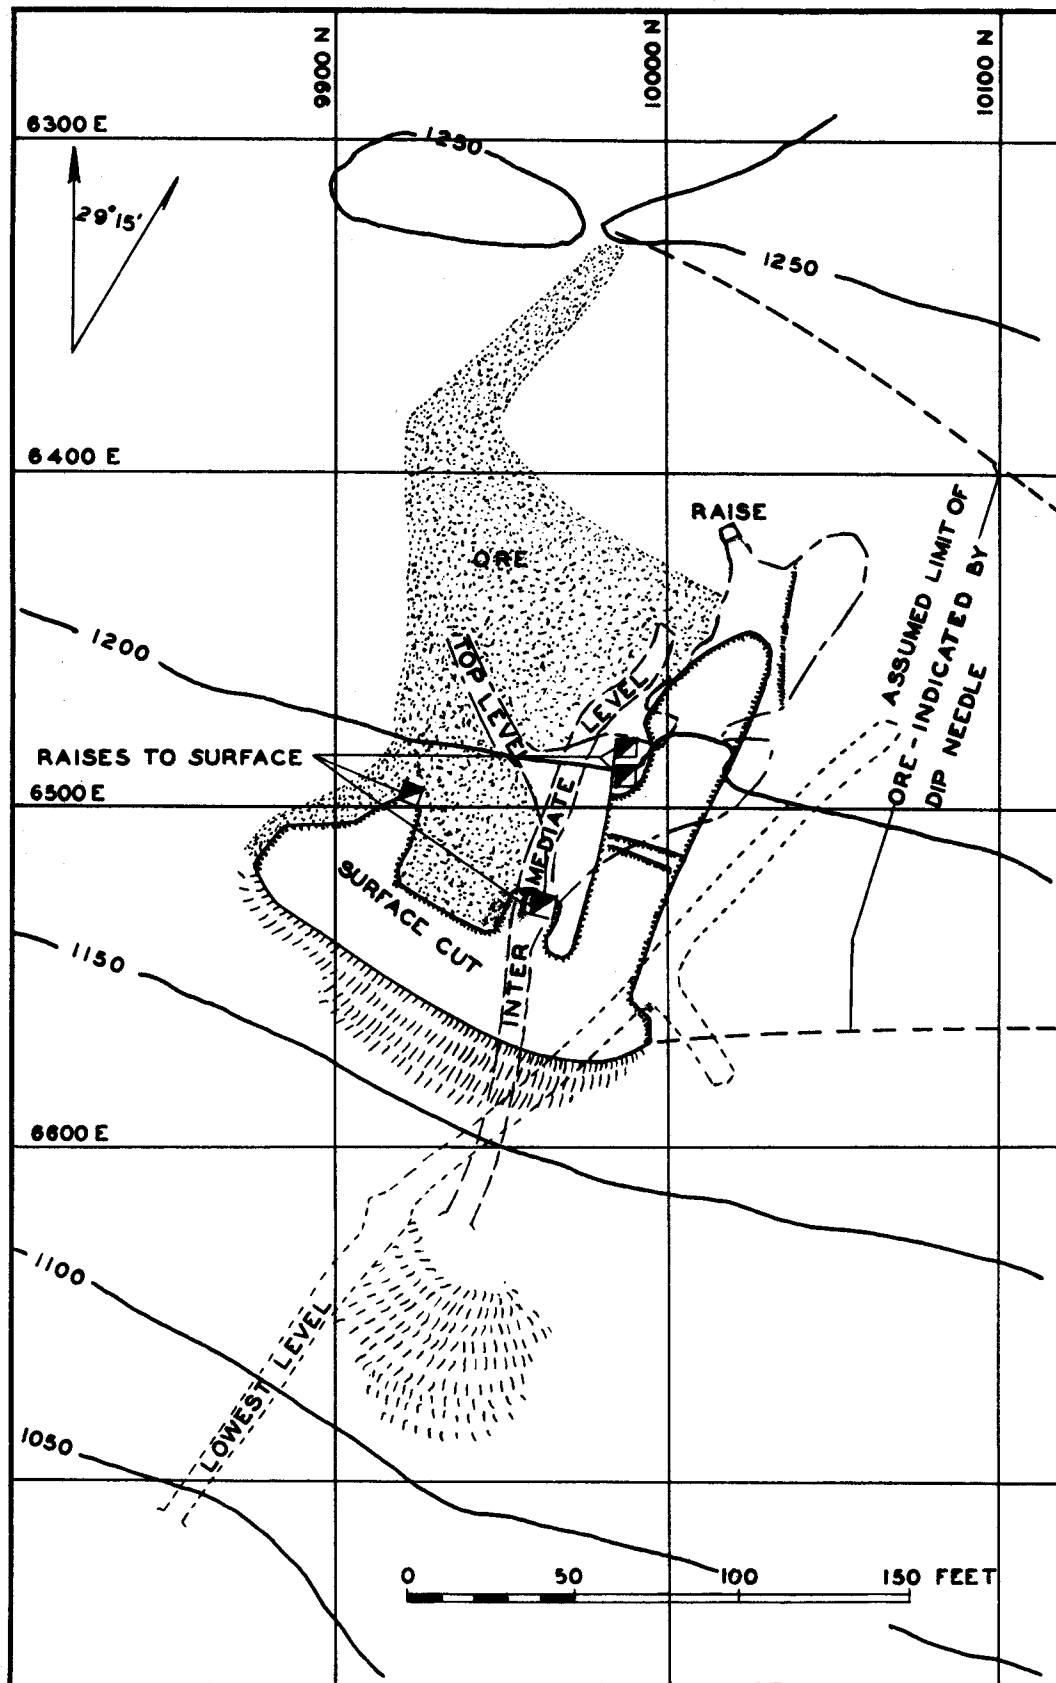 9900 N
10000 N
10100 N
6300 E
1250
29°15'
1250
6400 E
RAISE
ORE
ASSUMED LIMIT OF
ORE - INDICATED BY
DIP NEEDLE
1200
TOP LEVEL
LEVEL
RAISES TO SURFACE
6500 E
MEDIATE
SURFACE CUT
1150
INTER
6600 E
1100
LOWEST LEVEL
1050
0 50 100 150 FEET